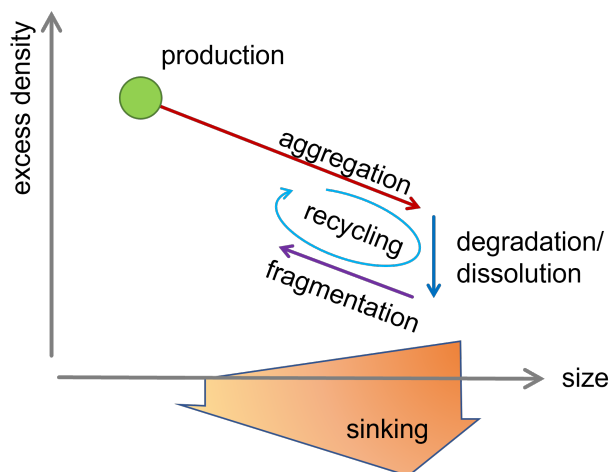 production
excess density
aggregation
recycling
degradation/
dissolution
fragmentation
size
sinking